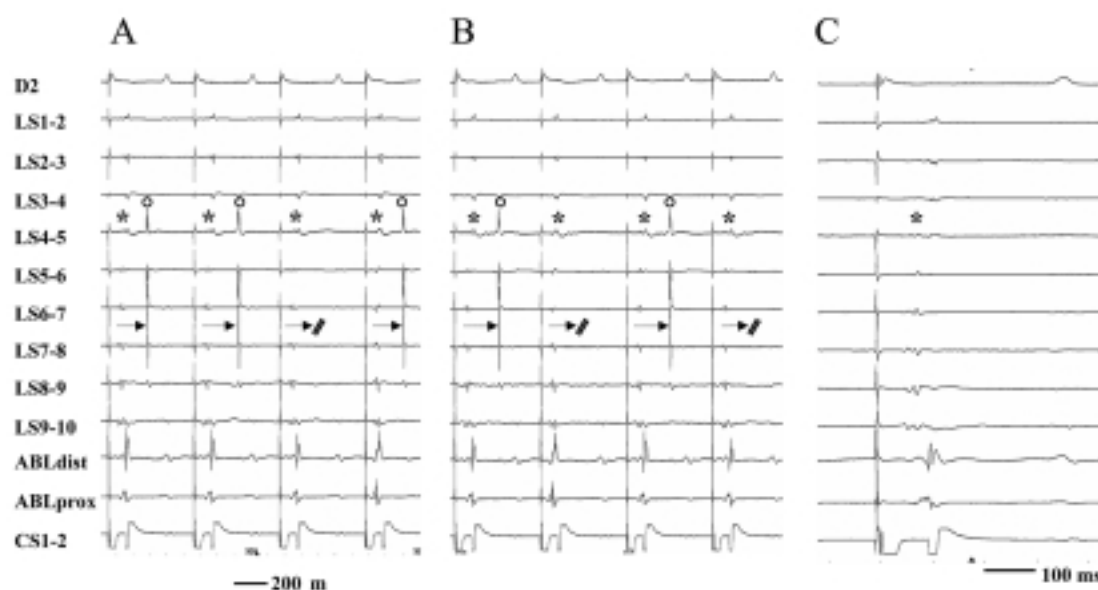 A B C
D2
LS1-2
LS2-3
LS3-4
LS4-5
LS5-6
LS6-7
LS7-8
LS8-9
LS9-10
ABLdist
ABLprox
CS1-2
200 m
100 ms